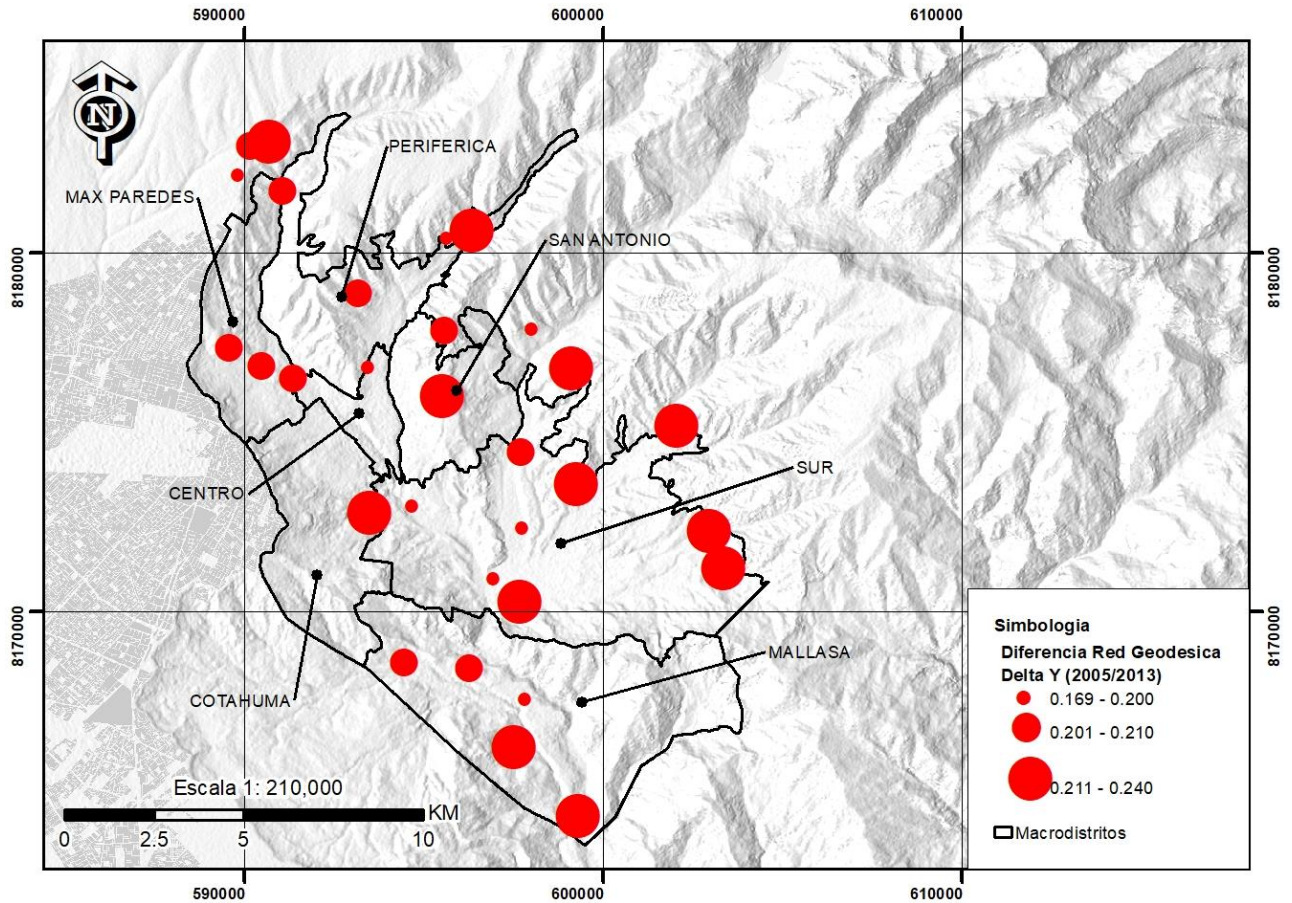 590000
600000
610000
N
PERIFERICA
MAX PAREDES
SAN ANTONIO
8180000
8180000
SUR
CENTRO
8170000
8170000
MALLASA
COTAHUMA
Simbologia
Diferencia Red Geodesica
Delta Y (2005/2013)
0.169 - 0.200
0.201 - 0.210
0.211 - 0.240
Macrodistritos
Escala 1: 210,000
KM
0 2.5 5 10
590000
600000
610000